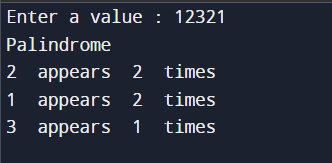 Enter a value : 12321
Palindrome
2  appears  2  times
1  appears  2  times
3  appears  1  times